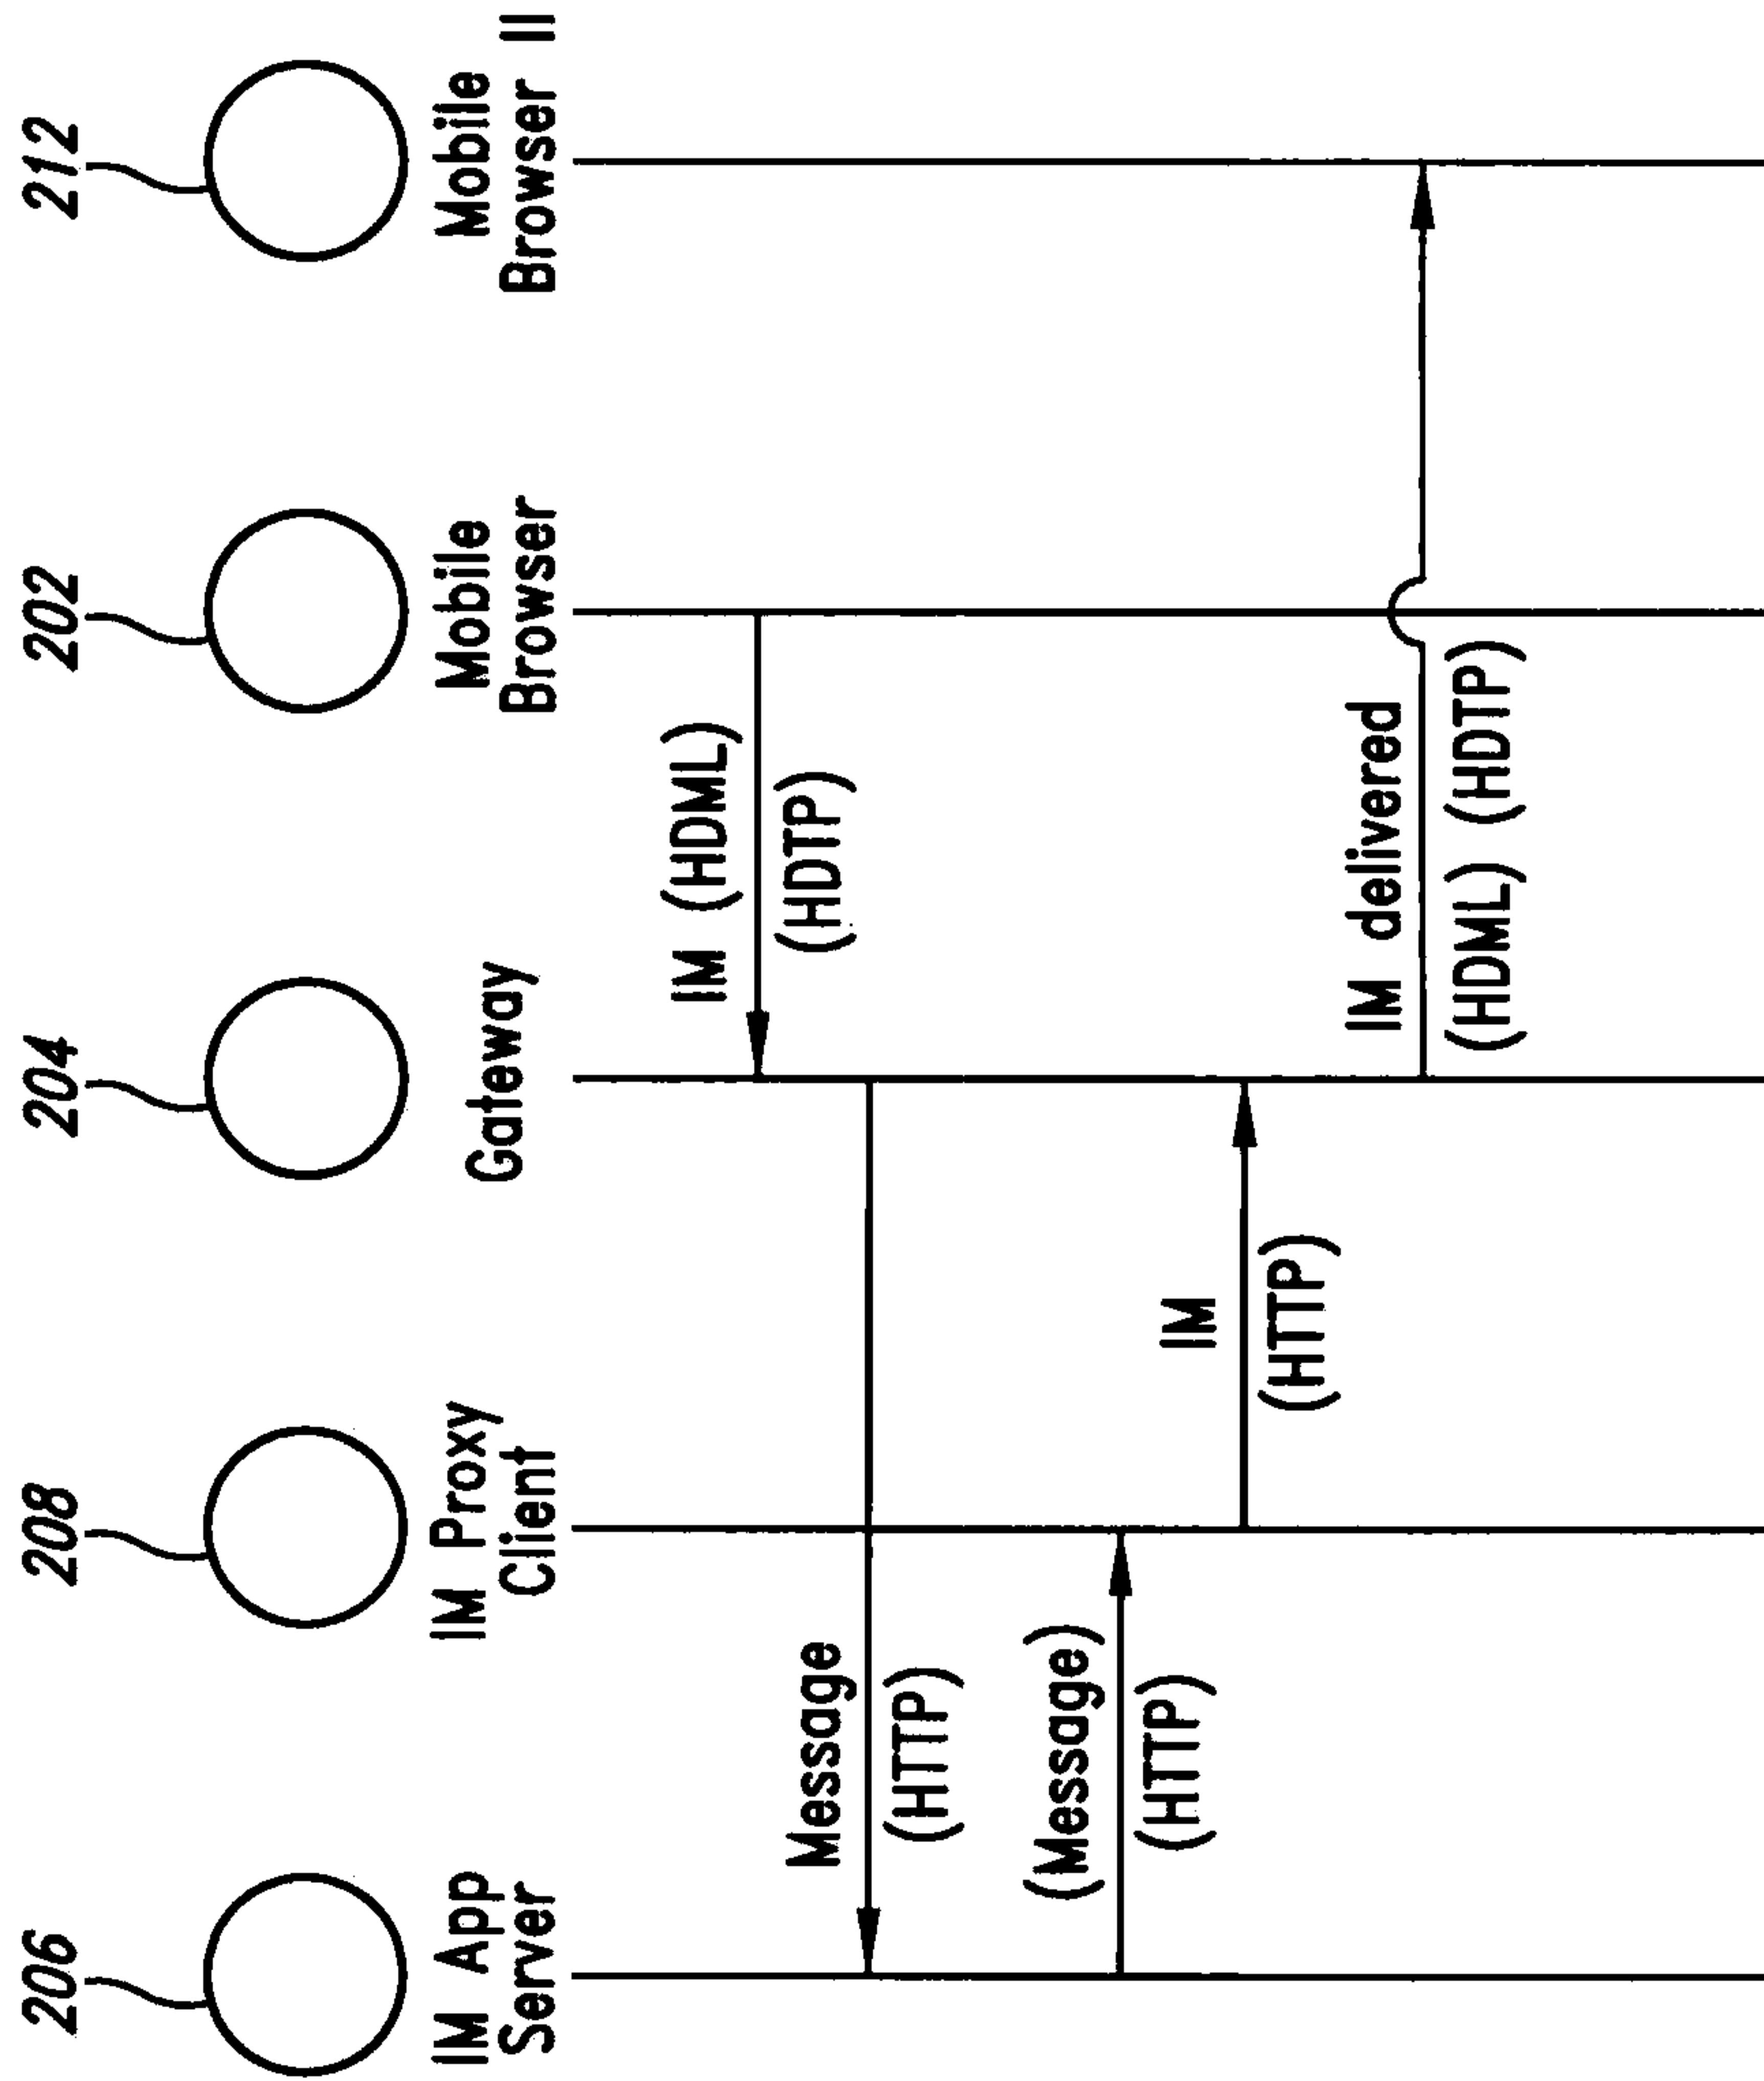 206
208
204
202
212
IM App
Server
IM Proxy
Client
Gateway
Mobile
Browser
Mobile
Browser II
IM (HDML)
(HDTP)
Message
(HTTP)
(Message)
(HTTP)
IM
(HTTP)
IM delivered
(HDML) (HDTP)